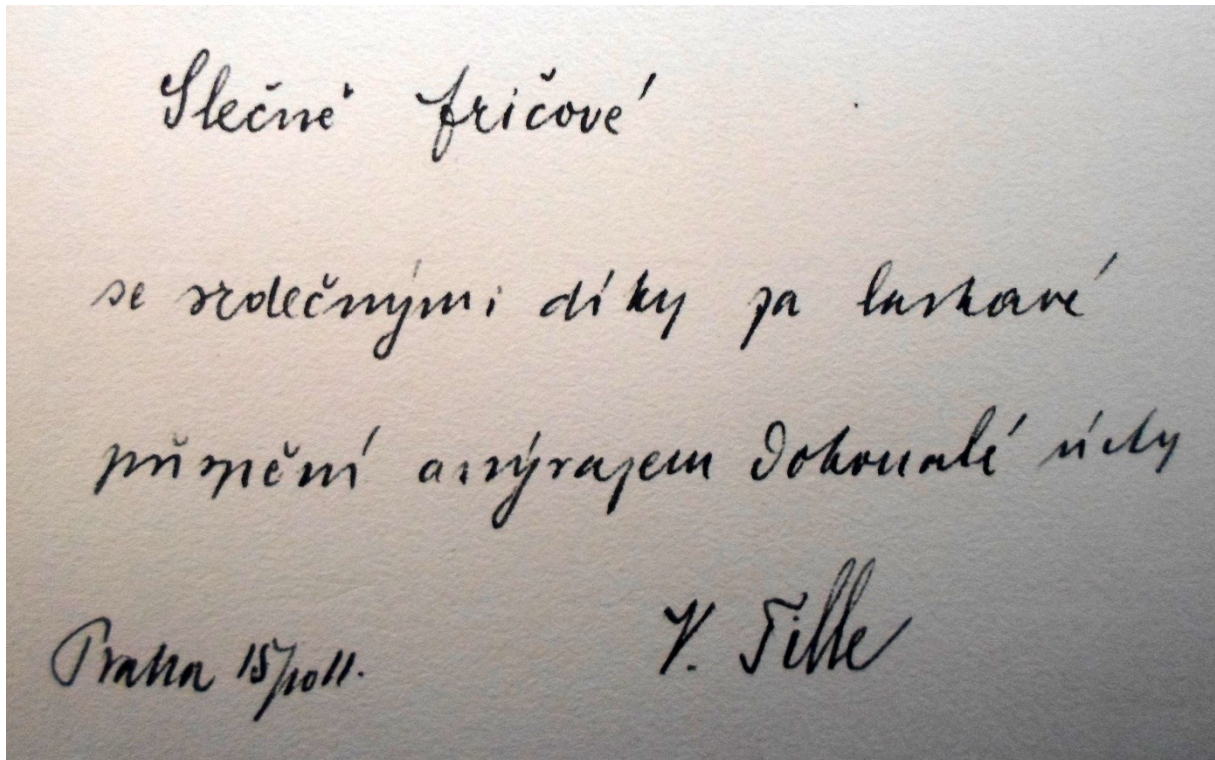 Slečně Fričové
se srdečnými díky za laskavé
přispění a s výrazem dokonalé úcty
V. Tille
Praha